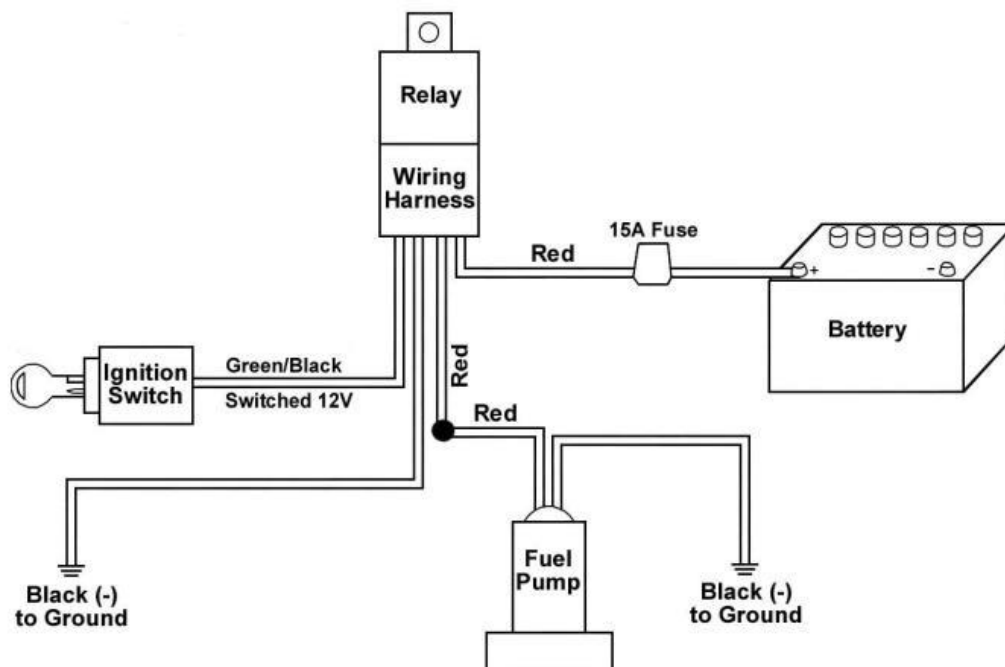 Relay
Wiring
Harness
15A Fuse
Red
+
-
Battery
Ignition
Switch
Green/Black
Switched 12V
Red
Red
Fuel
Pump
Black (-)
to Ground
Black (-)
to Ground